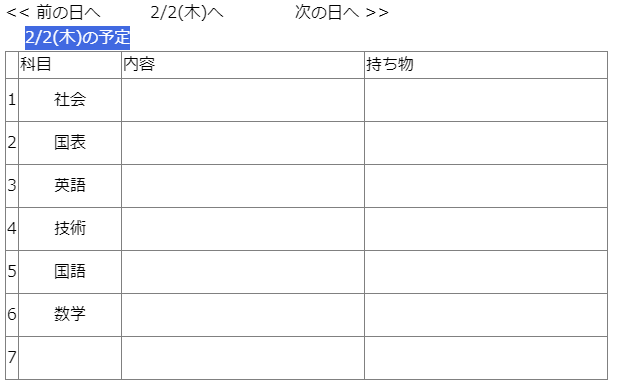 << 前の日へ 2/2(木)へ 次の日へ >>
2/2(木)の予定
科目 内容 持ち物
1 社会
2 国表
3 英語
4 技術
5 国語
6 数学
7